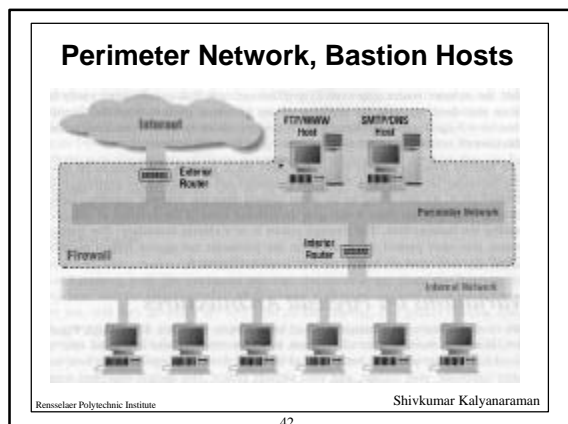 Perimeter Network, Bastion Hosts
Internet
FTP/WWW
Host
SMTP/DNS
Host
Exterior
Router
Perimeter Network
Interior
Router
Firewall
Internal Network
Rensselaer Polytechnic Institute
Shivkumar Kalyanaraman
42